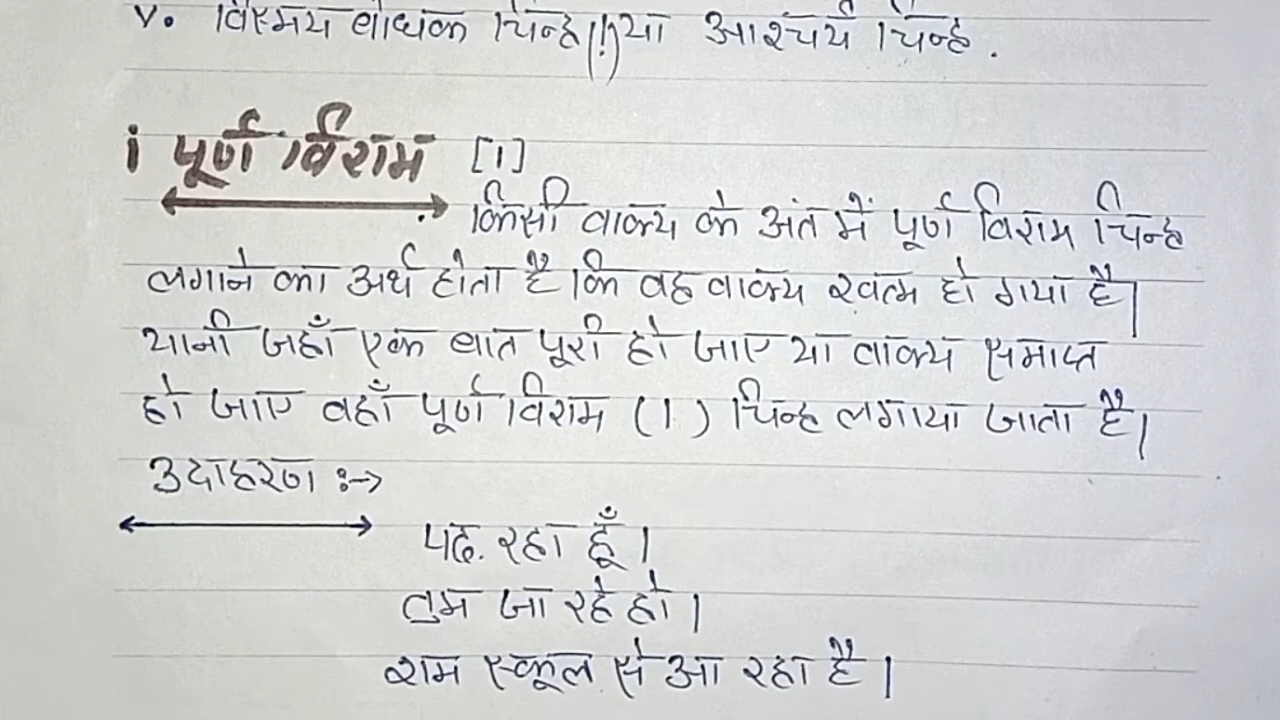 v. विस्मय बोधक चिन्ह (!) या आश्चर्य चिन्ह.
i पूर्ण विराम [।]
किसी वाक्य के अंत में पूर्ण विराम चिन्ह
लगाने का अर्थ होता है कि वह वाक्य खत्म हो गया है।
यानी जहाँ एक बात पूरी हो जाए या वाक्य समाप्त
हो जाए वहाँ पूर्ण विराम (।) चिन्ह लगाया जाता है।
उदाहरण :->
पढ़ रहा हूँ।
तुम जा रहे हो।
राम स्कूल से आ रहा है।